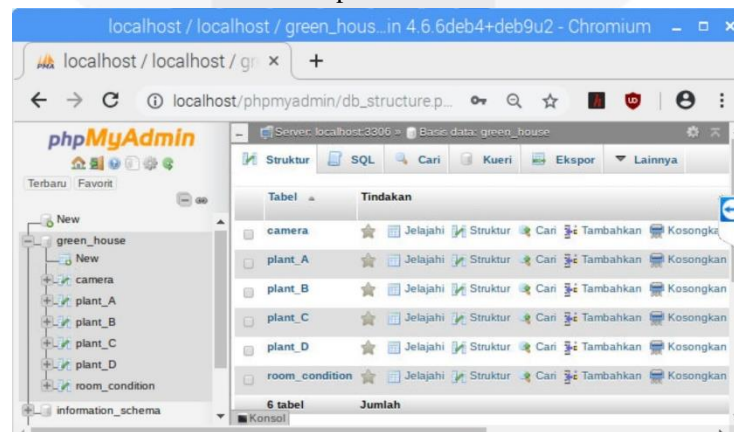 localhost / localhost / green_hous...in 4.6.6deb4+deb9u2 - Chromium
localhost / localhost / gr
localhost/phpmyadmin/db_structure.p...
phpMyAdmin
Terbaru Favorit
New
green_house
New
camera
plant_A
plant_B
plant_C
plant_D
room_condition
information_schema
Server: localhost:3306 » Basis data: green_house
Struktur SQL Cari Kueri Ekspor Lainnya
Tabel Tindakan
camera Jelajahi Struktur Cari Tambahkan Kosongka
plant_A Jelajahi Struktur Cari Tambahkan Kosongkan
plant_B Jelajahi Struktur Cari Tambahkan Kosongkan
plant_C Jelajahi Struktur Cari Tambahkan Kosongkan
plant_D Jelajahi Struktur Cari Tambahkan Kosongkan
room_condition Jelajahi Struktur Cari Tambahkan Kosongkan
6 tabel Jumlah
Konsol